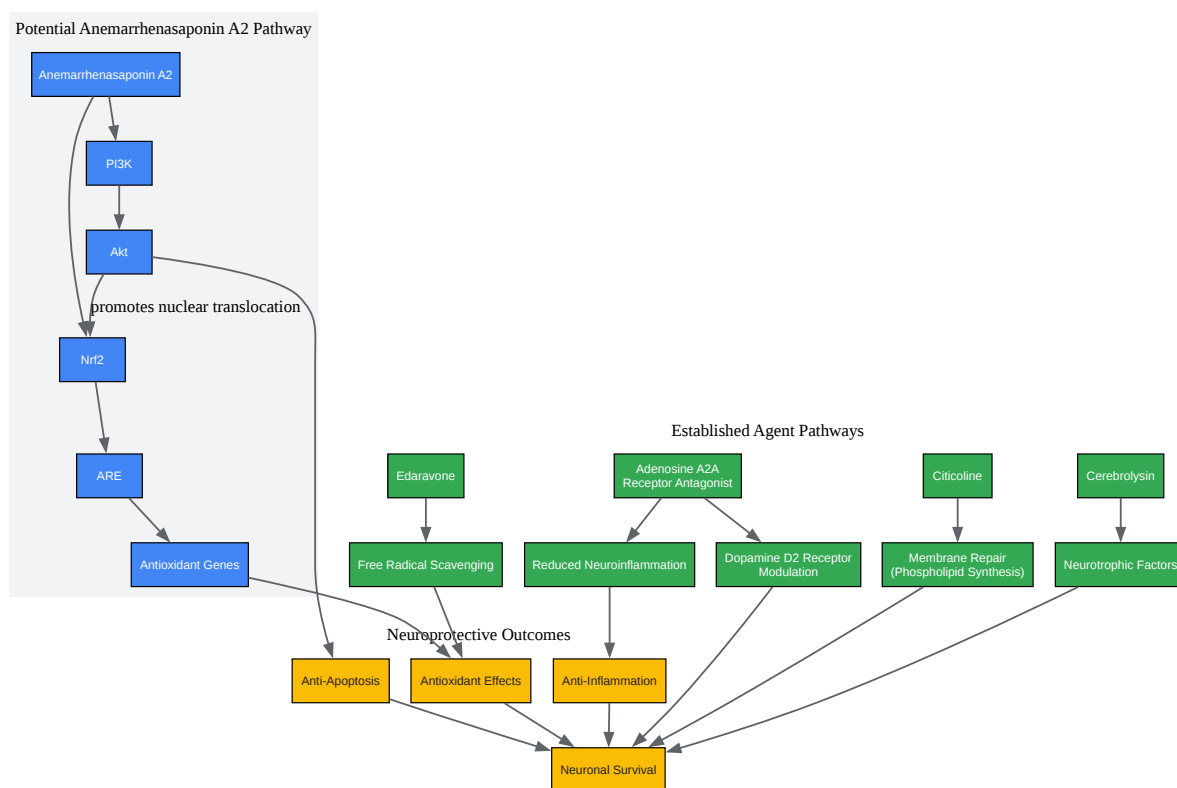 Potential Anemarrhenasaponin A2 Pathway
Anemarrhenasaponin A2
PI3K
Akt
promotes nuclear translocation
Nrf2
ARE
Antioxidant Genes
Established Agent Pathways
Edaravone
Adenosine A2A
Receptor Antagonist
Citicoline
Cerebrolysin
Free Radical Scavenging
Reduced Neuroinflammation
Dopamine D2 Receptor
Modulation
Membrane Repair
(Phospholipid Synthesis)
Neurotrophic Factors
Neuroprotective Outcomes
Anti-Apoptosis
Antioxidant Effects
Anti-Inflammation
Neuronal Survival